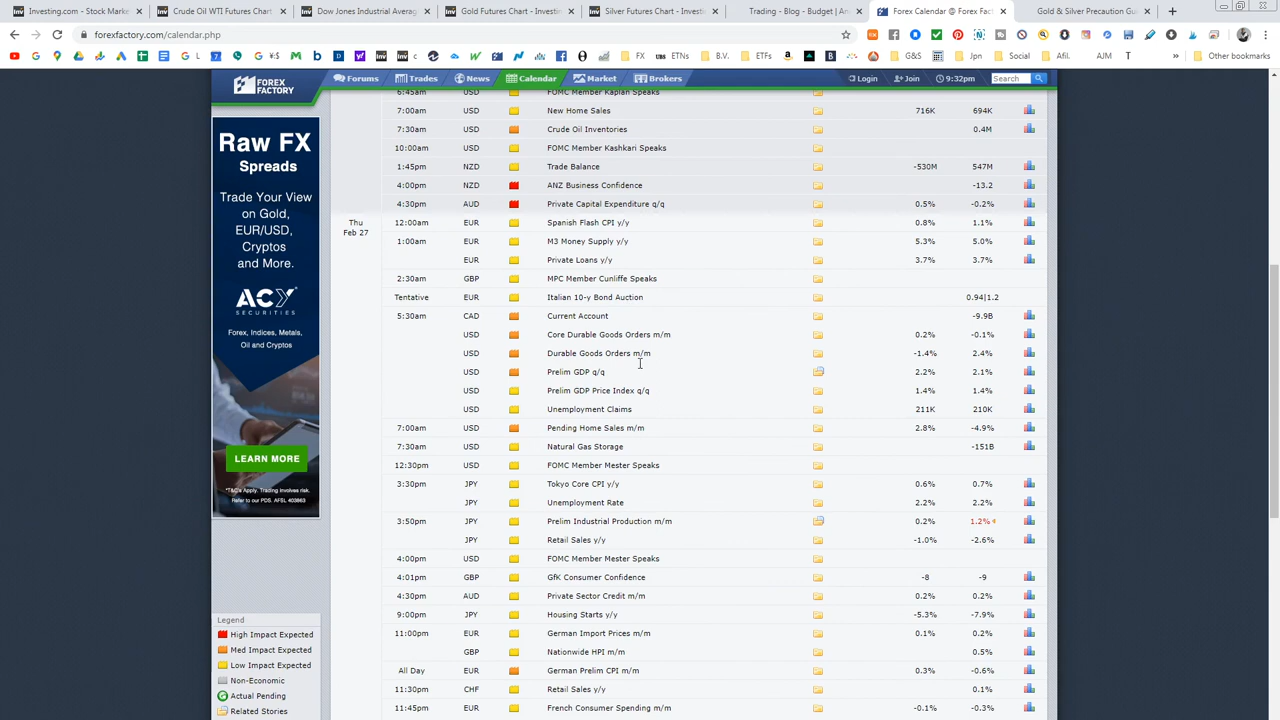 Investing.com - Stock Marke
Crude Oil WTI Futures Chart
Dow Jones Industrial Averag
Gold Futures Chart - Investin
Silver Futures Chart - Investi
Trading - Blog - Budget | An
Forex Calendar @ Forex Fac
Gold & Silver Precaution Gu
forexfactory.com/calendar.php
FX
ETNs
B.V.
ETFs
G&S
Jpn
Social
Afil.
AJM
T
Other bookmarks
FOREX FACTORY
Forums
Trades
News
Calendar
Market
Brokers
Login
Join
9:32pm
Search
Raw FX
Spreads
Trade Your View
on Gold,
EUR/USD,
Cryptos
and More.
ACY
SECURITIES
Forex, Indices, Metals,
Oil and Cryptos
LEARN MORE
*T&Cs Apply. Trading involves risk.
Refer to our PDS. AFSL 403863
Legend
High Impact Expected
Med Impact Expected
Low Impact Expected
Non-Economic
Actual Pending
Related Stories
6:45am USD FOMC Member Kaplan Speaks
7:00am USD New Home Sales 716K 694K
7:30am USD Crude Oil Inventories 0.4M
10:00am USD FOMC Member Kashkari Speaks
1:45pm NZD Trade Balance -530M 547M
4:00pm NZD ANZ Business Confidence -13.2
4:30pm AUD Private Capital Expenditure q/q 0.5% -0.2%
Thu
Feb 27
12:00am EUR Spanish Flash CPI y/y 0.8% 1.1%
1:00am EUR M3 Money Supply y/y 5.3% 5.0%
EUR Private Loans y/y 3.7% 3.7%
2:30am GBP MPC Member Cunliffe Speaks
Tentative EUR Italian 10-y Bond Auction 0.94|1.2
5:30am CAD Current Account -9.9B
USD Core Durable Goods Orders m/m 0.2% -0.1%
USD Durable Goods Orders m/m -1.4% 2.4%
USD Prelim GDP q/q 2.2% 2.1%
USD Prelim GDP Price Index q/q 1.4% 1.4%
USD Unemployment Claims 211K 210K
7:00am USD Pending Home Sales m/m 2.8% -4.9%
7:30am USD Natural Gas Storage -151B
12:30pm USD FOMC Member Mester Speaks
3:30pm JPY Tokyo Core CPI y/y 0.6% 0.7%
JPY Unemployment Rate 2.2% 2.2%
3:50pm JPY Prelim Industrial Production m/m 0.2% 1.2%
JPY Retail Sales y/y -1.0% -2.6%
4:00pm USD FOMC Member Mester Speaks
4:01pm GBP GfK Consumer Confidence -8 -9
4:30pm AUD Private Sector Credit m/m 0.2% 0.2%
9:00pm JPY Housing Starts y/y -5.3% -7.9%
11:00pm EUR German Import Prices m/m 0.1% 0.2%
GBP Nationwide HPI m/m 0.5%
All Day EUR German Prelim CPI m/m 0.3% -0.6%
11:30pm CHF Retail Sales y/y 0.1%
11:45pm EUR French Consumer Spending m/m -0.1% -0.3%